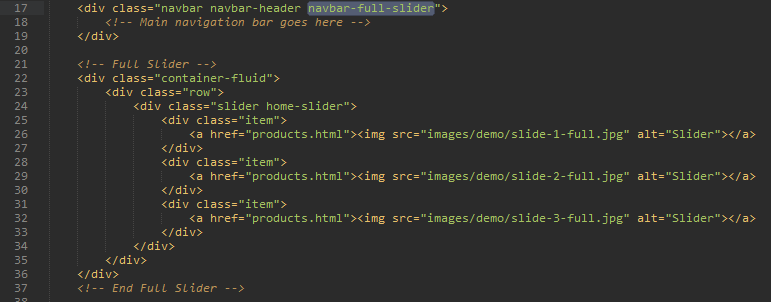 17 <div class="navbar navbar-header navbar-full-slider">
18 <!-- Main navigation bar goes here -->
19 </div>
20
21 <!-- Full Slider -->
22 <div class="container-fluid">
23 <div class="row">
24 <div class="slider home-slider">
25 <div class="item">
26 <a href="products.html"><img src="images/demo/slide-1-full.jpg" alt="Slider"></a>
27 </div>
28 <div class="item">
29 <a href="products.html"><img src="images/demo/slide-2-full.jpg" alt="Slider"></a>
30 </div>
31 <div class="item">
32 <a href="products.html"><img src="images/demo/slide-3-full.jpg" alt="Slider"></a>
33 </div>
34 </div>
35 </div>
36 </div>
37 <!-- End Full Slider -->
38